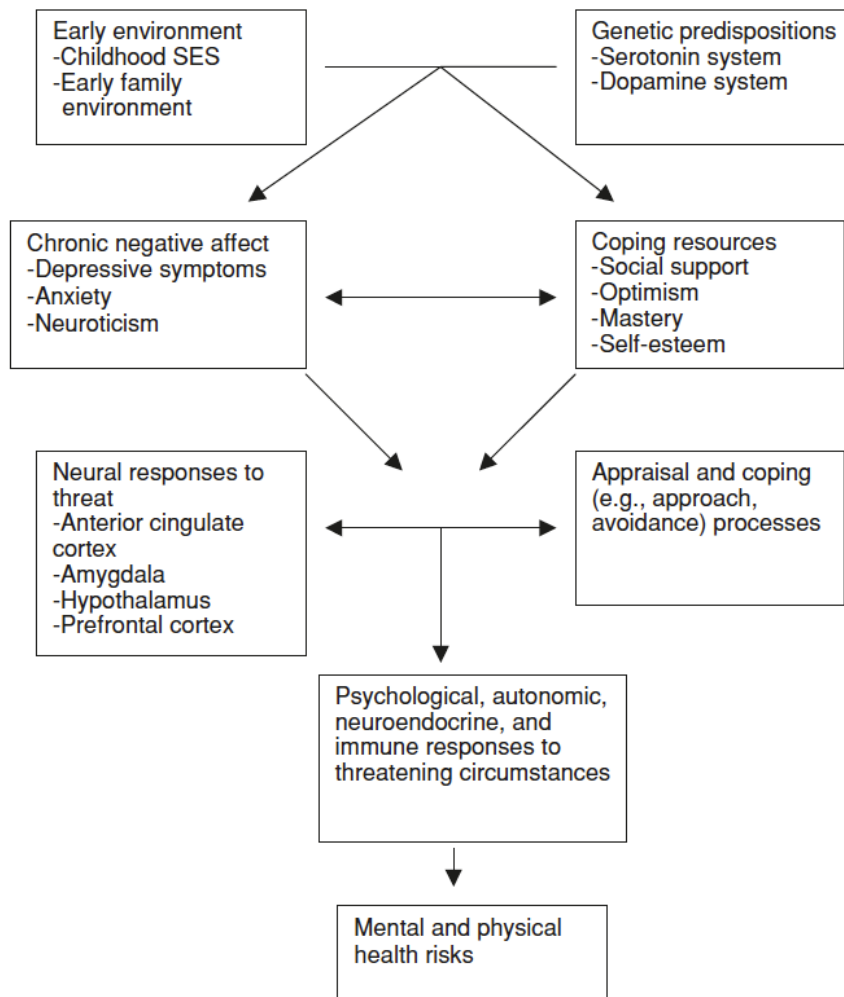 Early environment
-Childhood SES
-Early family
environment
Genetic predispositions
-Serotonin system
-Dopamine system
Chronic negative affect
-Depressive symptoms
-Anxiety
-Neuroticism
Coping resources
-Social support
-Optimism
-Mastery
-Self-esteem
Neural responses to
threat
-Anterior cingulate
cortex
-Amygdala
-Hypothalamus
-Prefrontal cortex
Appraisal and coping
(e.g., approach,
avoidance) processes
Psychological, autonomic,
neuroendocrine, and
immune responses to
threatening circumstances
Mental and physical
health risks